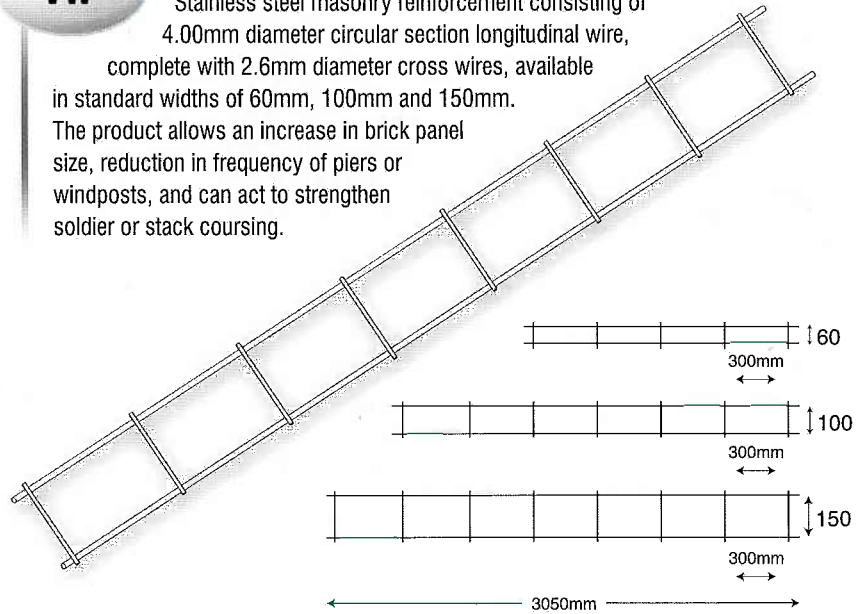 Stainless steel masonry reinforcement consisting of
4.00mm diameter circular section longitudinal wire,
complete with 2.6mm diameter cross wires, available
in standard widths of 60mm, 100mm and 150mm.
The product allows an increase in brick panel
size, reduction in frequency of piers or
windposts, and can act to strengthen
soldier or stack coursing.
60
300mm
100
300mm
150
300mm
3050mm